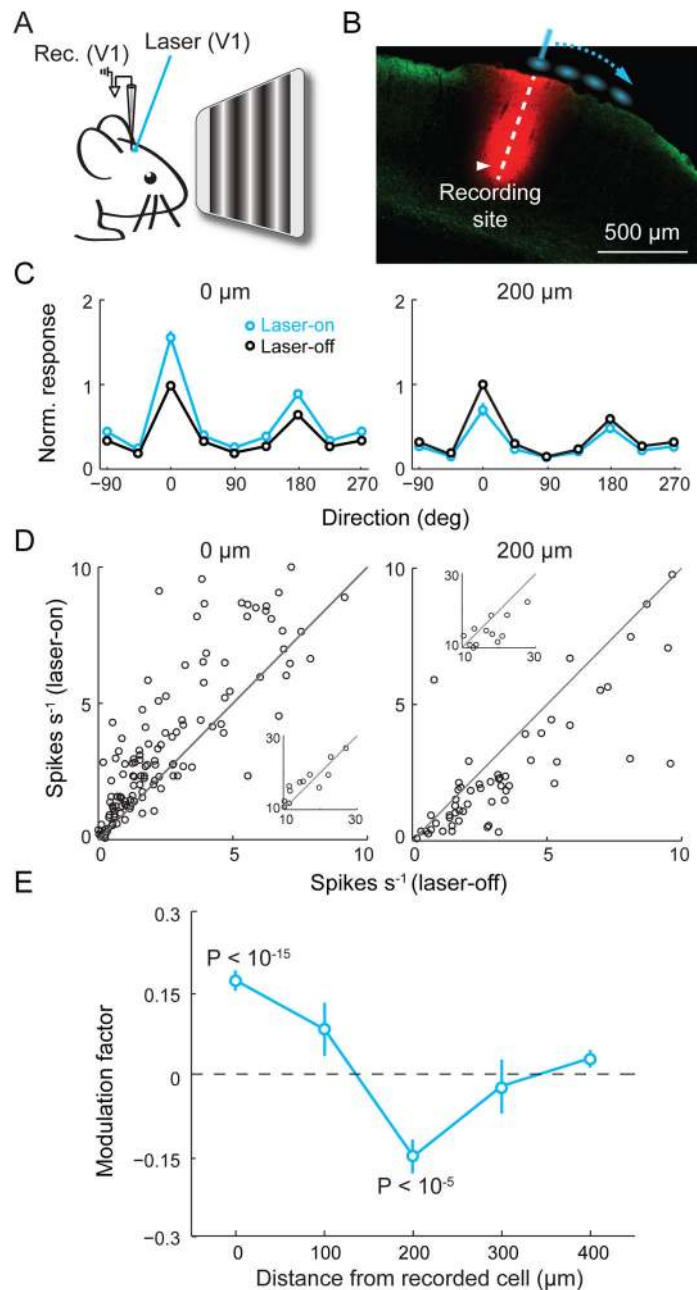 A
Rec. (V1)
Laser (V1)
B
Recording
site
500 μm
C
0 μm
200 μm
Norm. response
2
1
0
Laser-on
Laser-off
−90
0
90
180
270
2
1
0
−90
0
90
180
270
Direction (deg)
D
0 μm
200 μm
Spikes s⁻¹ (laser-on)
10
5
0
30
10
10
30
0
5
10
10
5
0
30
10
10
30
0
5
10
Spikes s⁻¹ (laser-off)
E
Modulation factor
0.3
0.15
0
−0.15
−0.3
P < 10⁻¹⁵
P < 10⁻⁵
0
100
200
300
400
Distance from recorded cell (μm)